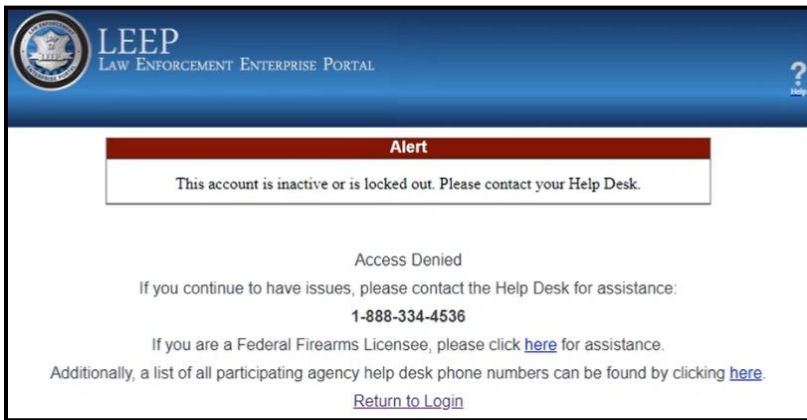 LEEP
LAW ENFORCEMENT ENTERPRISE PORTAL
?
Help
Alert
This account is inactive or is locked out. Please contact your Help Desk.
Access Denied
If you continue to have issues, please contact the Help Desk for assistance:
1-888-334-4536
If you are a Federal Firearms Licensee, please click here for assistance.
Additionally, a list of all participating agency help desk phone numbers can be found by clicking here.
Return to Login